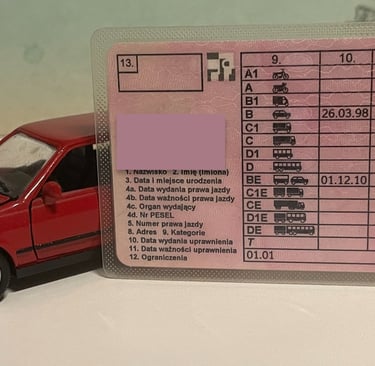 13.
1. Nazwisko 2. Imię (imiona)
3. Data i miejsce urodzenia
4a. Data wydania prawa jazdy
4b. Data ważności prawa jazdy
4c. Organ wydający
4d. Nr PESEL
5. Numer prawa jazdy
8. Adres 9. Kategorie
10. Data wydania uprawnienia
11. Data ważności uprawnienia
12. Ograniczenia
9. 10.
A1
A
B1
B 26.03.98
C1
C
D1
D
BE 01.12.10
C1E
CE
D1E
DE
T
01.01